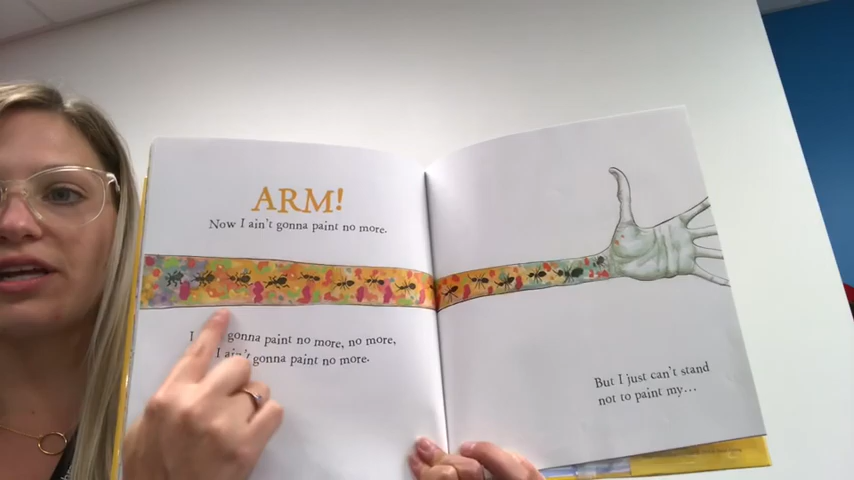 ARM!
Now I ain't gonna paint no more.
I gonna paint no more, no more,
I ain't gonna paint no more.
But I just can't stand
not to paint my...